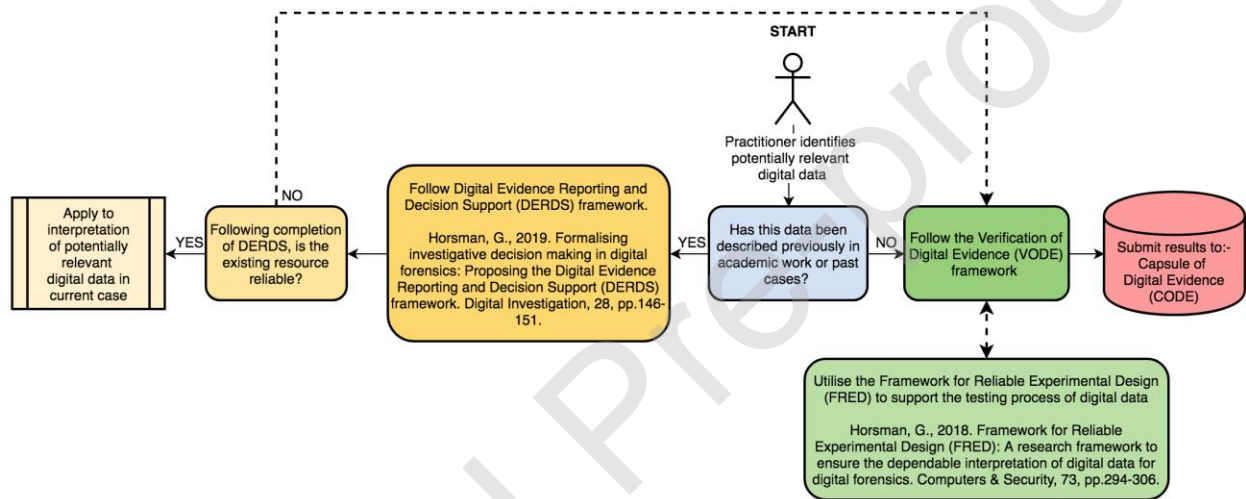 START
Practitioner identifies
potentially relevant
digital data
Has this data been
described previously in
academic work or past
cases?
YES
NO
Follow Digital Evidence Reporting and
Decision Support (DERDS) framework.
Horsman, G., 2019. Formalising
investigative decision making in digital
forensics: Proposing the Digital Evidence
Reporting and Decision Support (DERDS)
framework. Digital Investigation, 28, pp.146-
151.
Following completion
of DERDS, is the
existing resource
reliable?
YES
NO
Apply to
interpretation
of potentially
relevant
digital data in
current case
Follow the Verification of
Digital Evidence (VODE)
framework
Submit results to:-
Capsule of
Digital Evidence
(CODE)
Utilise the Framework for Reliable Experimental Design
(FRED) to support the testing process of digital data
Horsman, G., 2018. Framework for Reliable
Experimental Design (FRED): A research framework to
ensure the dependable interpretation of digital data for
digital forensics. Computers & Security, 73, pp.294-306.